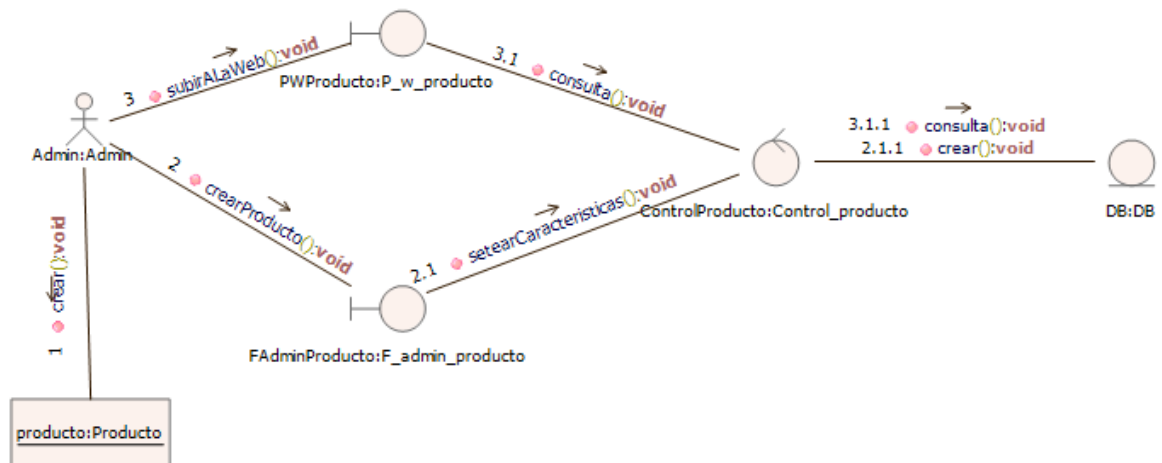 3 subirALaWeb():void
PWProducto:P_w_producto
3.1 consulta():void
Admin:Admin
2 crearProducto():void
3.1.1 consulta():void
2.1.1 crear():void
ControlProducto:Control_producto
DB:DB
2.1 setearCaracteristicas():void
1 crear():void
FAdminProducto:F_admin_producto
producto:Producto